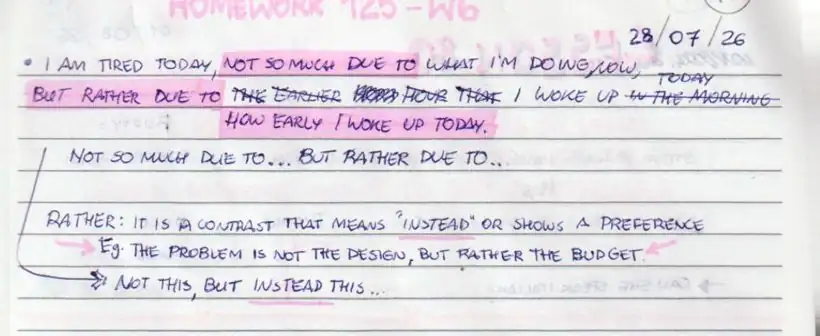 HOMEWORK 125 - W6
28/07/26
• I AM TIRED TODAY, NOT SO MUCH DUE TO WHAT I'M DOING NOW,
TODAY
BUT RATHER DUE TO THE EARLIER HOUR THAT I WOKE UP IN THE MORNING
HOW EARLY I WOKE UP TODAY.
NOT SO MUCH DUE TO... BUT RATHER DUE TO...
RATHER: IT IS A CONTRAST THAT MEANS "INSTEAD" OR SHOWS A PREFERENCE
Eg. THE PROBLEM IS NOT THE DESIGN, BUT RATHER THE BUDGET.
NOT THIS, BUT INSTEAD THIS...